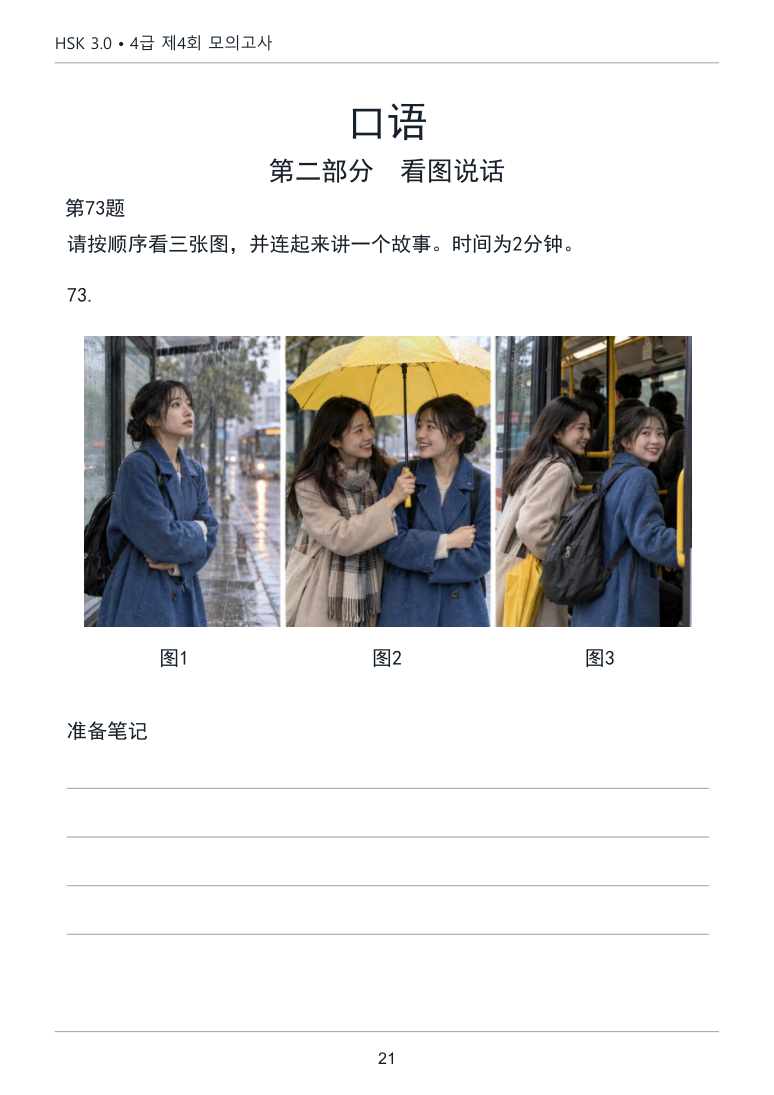 HSK 3.0 • 4급 제4회 모의고사
口语
第二部分　看图说话
第73题
请按顺序看三张图，并连起来讲一个故事。时间为2分钟。
73.
图1
图2
图3
准备笔记
21